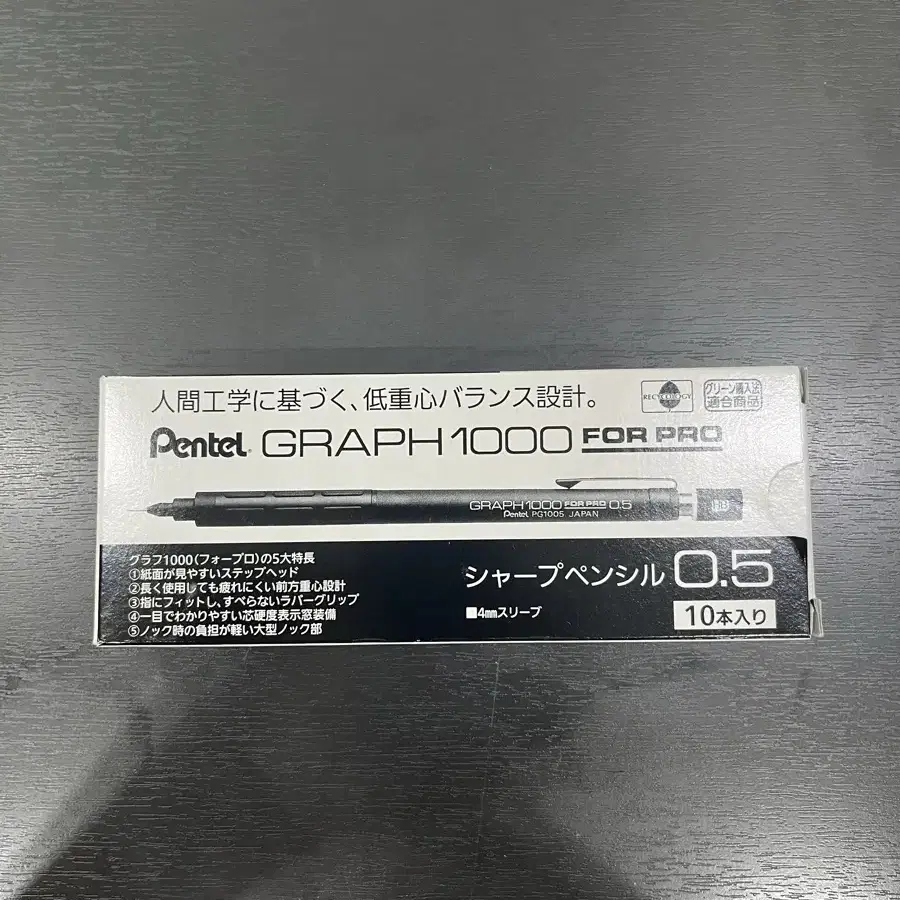 人間工学に基づく、低重心バランス設計。
RECYCLOLOGY
グリーン購入法
適合商品
Pentel. GRAPH1000 FOR PRO
GRAPH1000 FOR PRO 0.5
Pentel PG1005 JAPAN
HB
グラフ1000(フォープロ)の5大特長
①紙面が見やすいステップヘッド
②長く使用しても疲れにくい前方重心設計
③指にフィットし、すべらないラバーグリップ
④一目でわかりやすい芯硬度表示窓装備
⑤ノック時の負担が軽い大型ノック部
シャープペンシル 0.5
■4mmスリーブ
10本入り